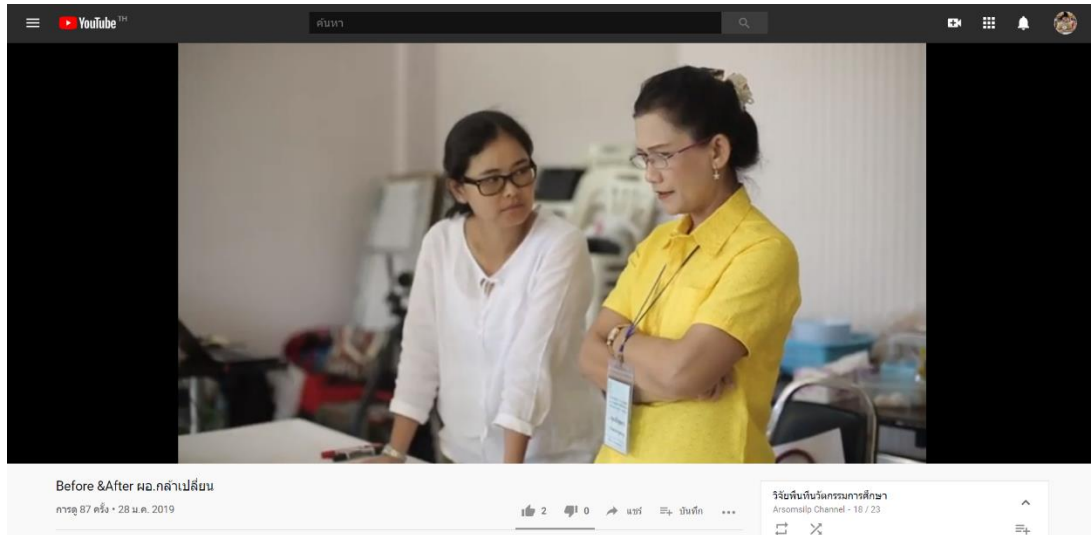 YouTube TH
ค้นหา
Before &After ผอ.กล้าเปลี่ยน
การดู 87 ครั้ง • 28 ม.ค. 2019
2 0 แชร์ บันทึก
วิจัยพื้นที่นวัตกรรมการศึกษา
Arsomsilp Channel - 18 / 23